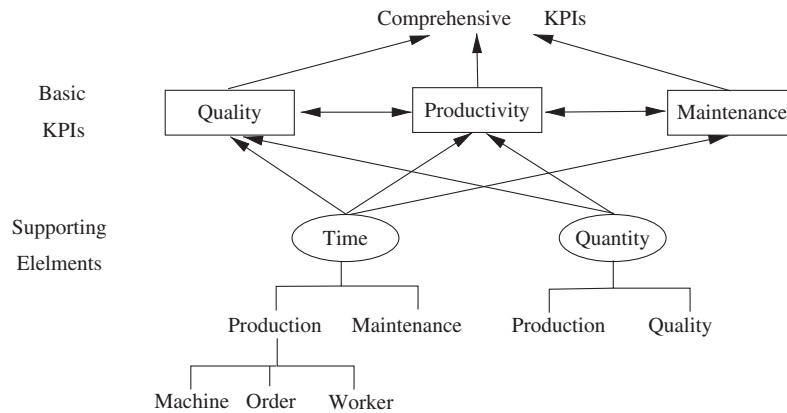 Comprehensive KPIs
Basic
KPIs
Quality
Productivity
Maintenance
Supporting
Elelments
Time
Quantity
Production
Maintenance
Production
Quality
Machine
Order
Worker